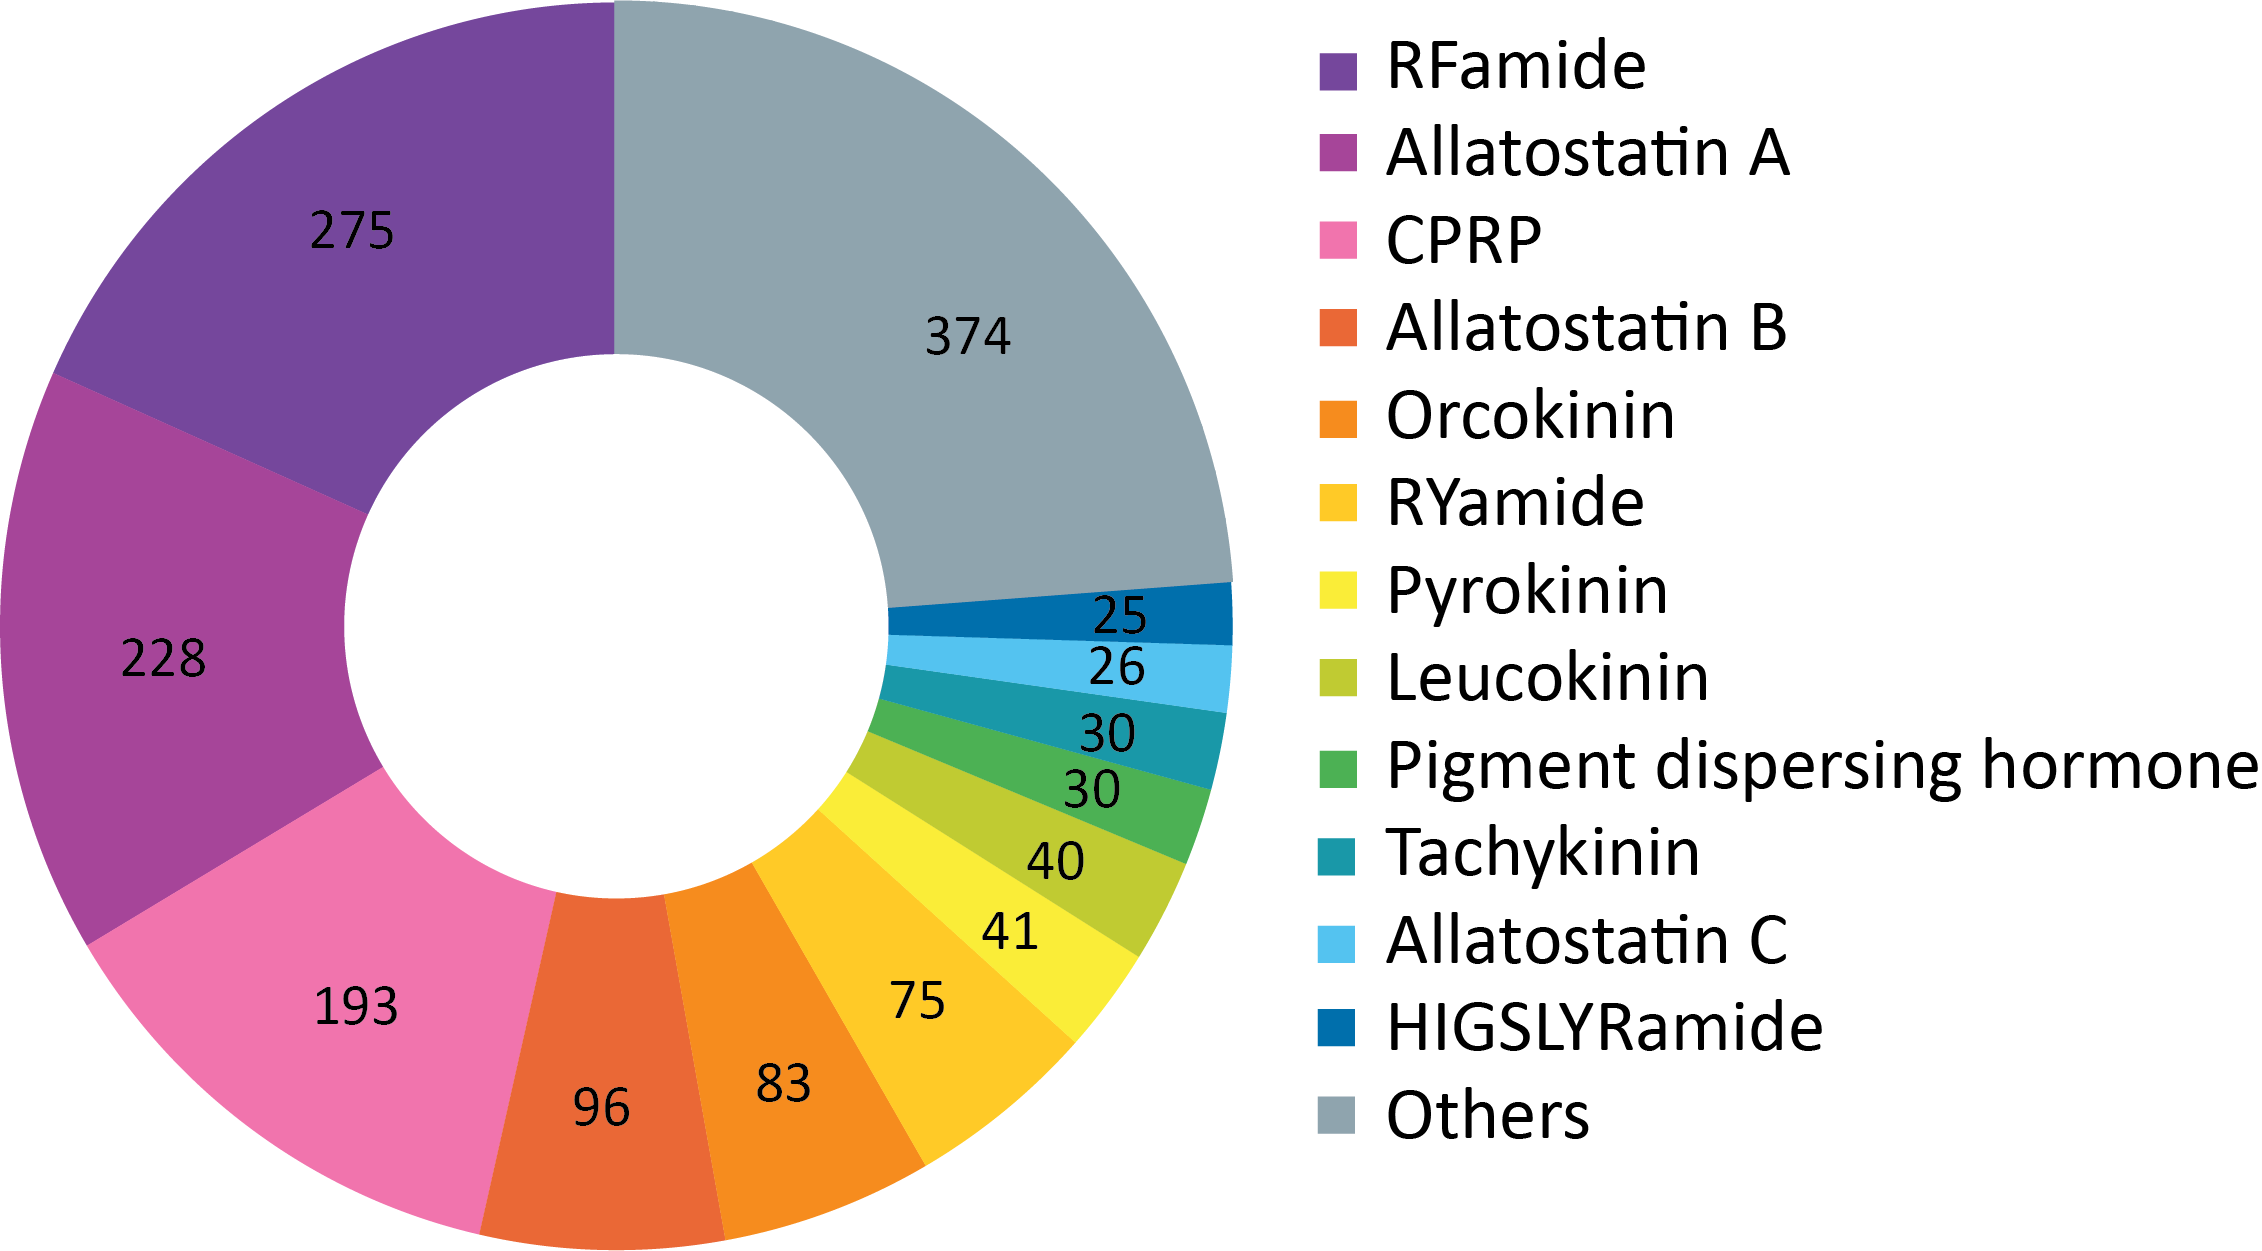 275
374
228
25
26
30
30
40
41
75
83
96
193
RFamide
Allatostatin A
CPRP
Allatostatin B
Orcokinin
RYamide
Pyrokinin
Leucokinin
Pigment dispersing hormone
Tachykinin
Allatostatin C
HIGSLYRamide
Others